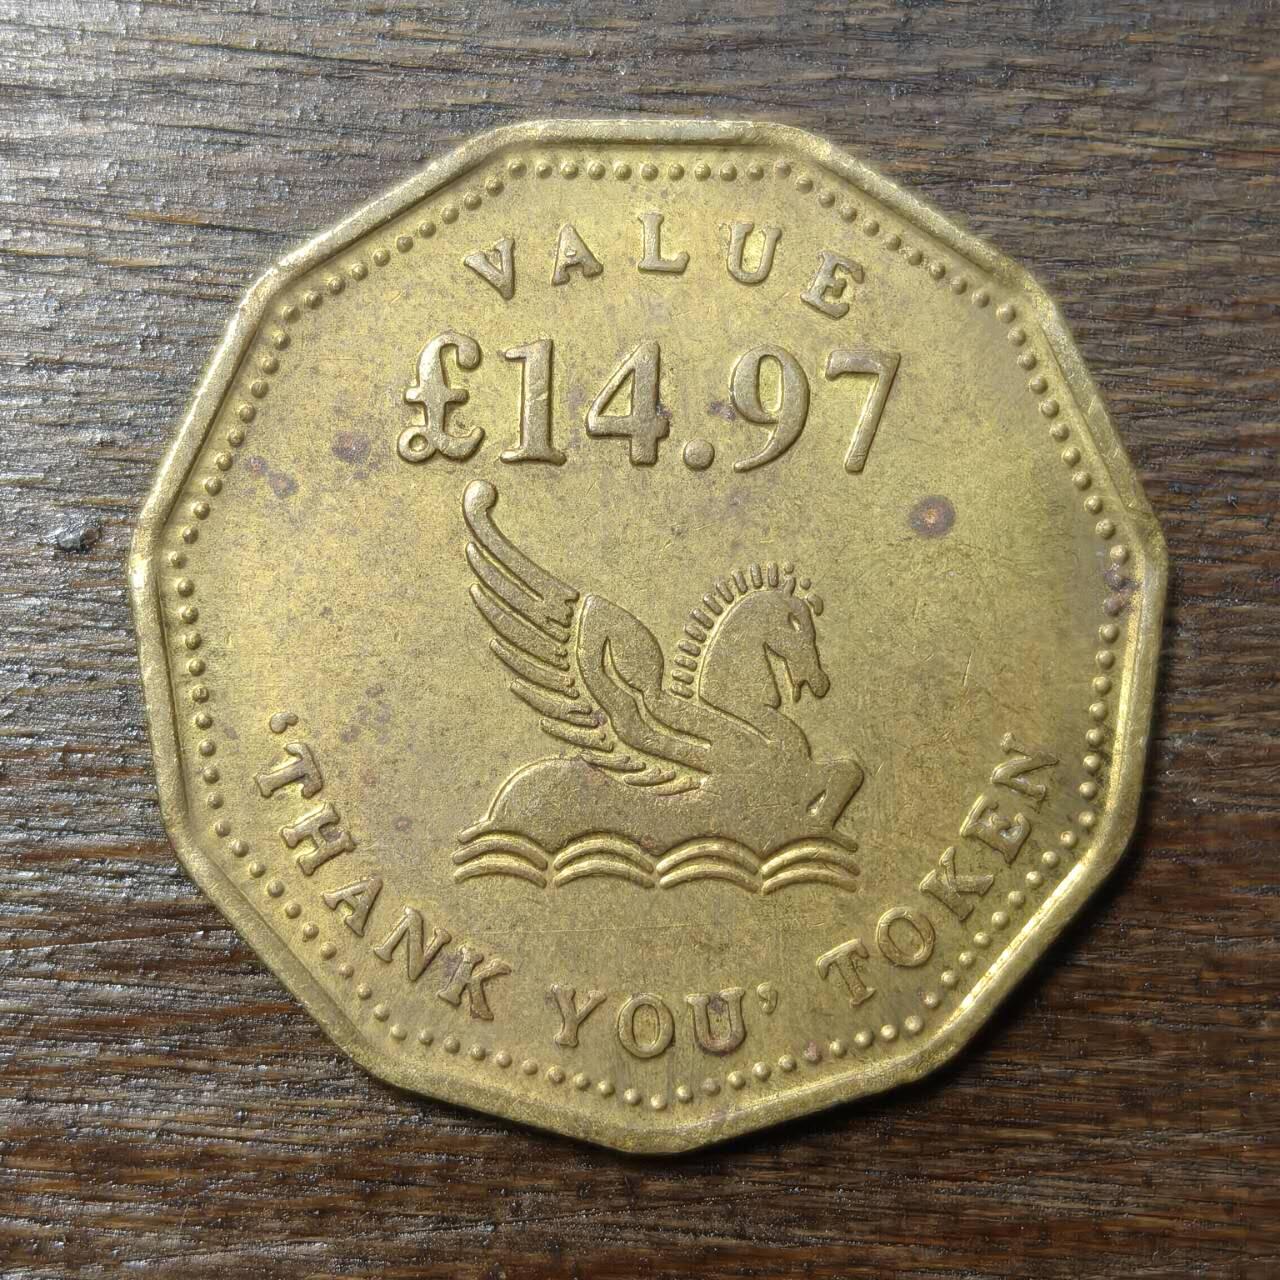 VALUE
£14.97
'THANK YOU' TOKEN